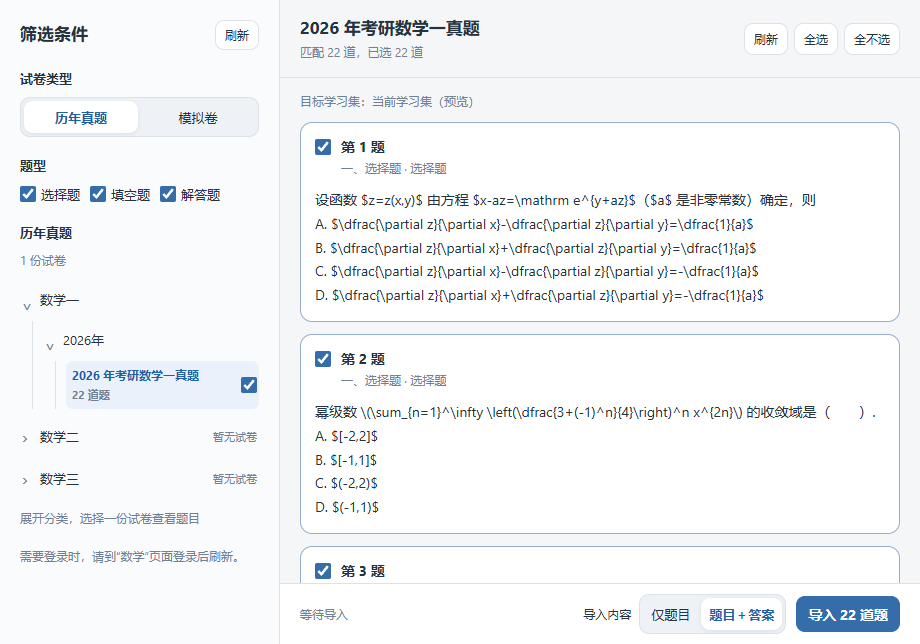 筛选条件
刷新
试卷类型
历年真题
模拟卷
题型
选择题 填空题 解答题
历年真题
1 份试卷
数学一
2026年
2026 年考研数学一真题
22 道题
数学二
暂无试卷
数学三
暂无试卷
展开分类，选择一份试卷查看题目
需要登录时，请到“数学”页面登录后刷新。
2026 年考研数学一真题
匹配 22 道，已选 22 道
刷新
全选
全不选
目标学习集：当前学习集（预览）
第 1 题
一、选择题 · 选择题
设函数 $z=z(x,y)$ 由方程 $x-az=\mathrm e^{y+az}$（$a$ 是非零常数）确定，则
A. $\dfrac{\partial z}{\partial x}-\dfrac{\partial z}{\partial y}=\dfrac{1}{a}$
B. $\dfrac{\partial z}{\partial x}+\dfrac{\partial z}{\partial y}=\dfrac{1}{a}$
C. $\dfrac{\partial z}{\partial x}-\dfrac{\partial z}{\partial y}=-\dfrac{1}{a}$
D. $\dfrac{\partial z}{\partial x}+\dfrac{\partial z}{\partial y}=-\dfrac{1}{a}$
第 2 题
一、选择题 · 选择题
幂级数 \(\sum_{n=1}^\infty \left(\dfrac{3+(-1)^n}{4}\right)^n x^{2n}\) 的收敛域是（　　）.
A. $[-2,2]$
B. $[-1,1]$
C. $(-2,2)$
D. $(-1,1)$
第 3 题
等待导入
导入内容
仅题目
题目 + 答案
导入 22 道题